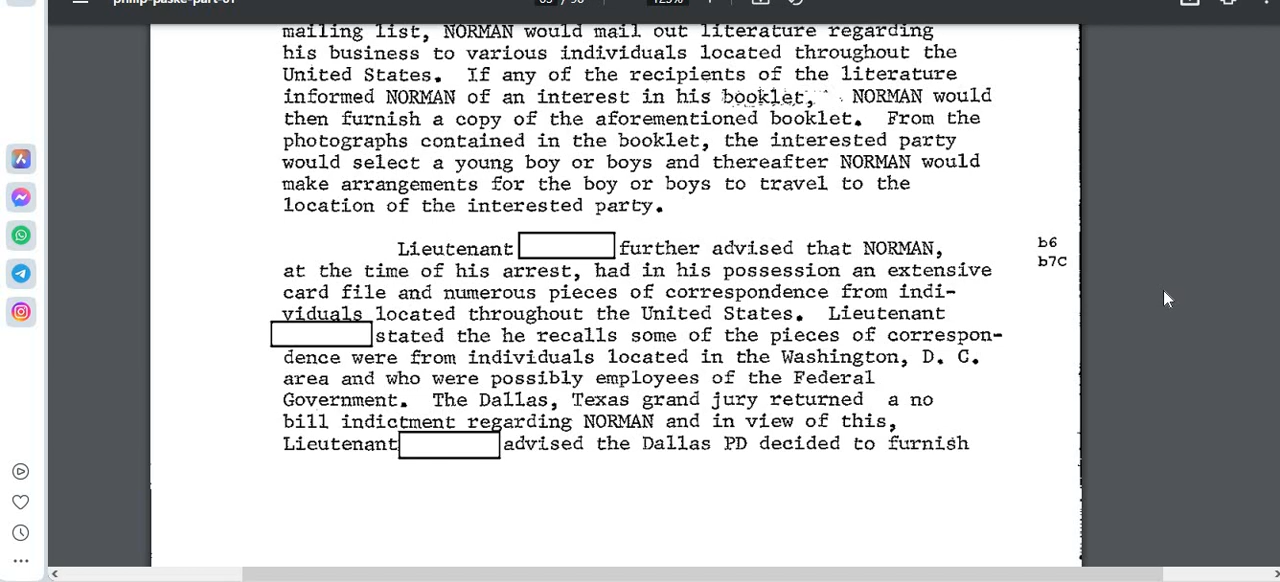 philip-paske-part-01
mailing list, NORMAN would mail out literature regarding
his business to various individuals located throughout the
United States. If any of the recipients of the literature
informed NORMAN of an interest in his booklet, NORMAN would
then furnish a copy of the aforementioned booklet. From the
photographs contained in the booklet, the interested party
would select a young boy or boys and thereafter NORMAN would
make arrangements for the boy or boys to travel to the
location of the interested party.
Lieutenant further advised that NORMAN,
at the time of his arrest, had in his possession an extensive
card file and numerous pieces of correspondence from indi-
viduals located throughout the United States. Lieutenant
stated the he recalls some of the pieces of correspon-
dence were from individuals located in the Washington, D. C.
area and who were possibly employees of the Federal
Government. The Dallas, Texas grand jury returned a no
bill indictment regarding NORMAN and in view of this,
Lieutenant advised the Dallas PD decided to furnish
b6
b7C